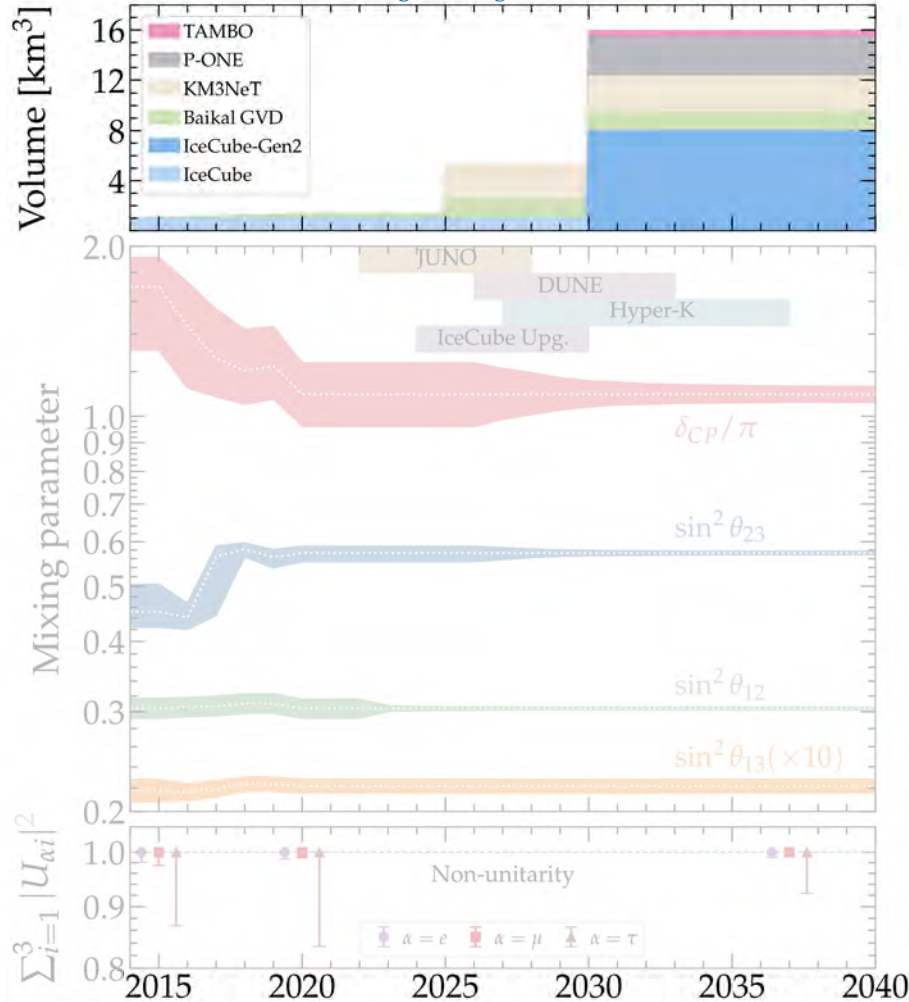 Volume [km³]
16
12
8
4
TAMBO
P-ONE
KM3NeT
Baikal GVD
IceCube-Gen2
IceCube
Mixing parameter
2.0
1.0
0.9
0.8
0.7
0.6
0.5
0.4
0.3
0.2
JUNO
DUNE
Hyper-K
IceCube Upg.
δ_CP/π
sin² θ₂₃
sin² θ₁₂
sin² θ₁₃(×10)
∑³ᵢ₌₁ |U_αi|²
1.0
0.9
0.8
Non-unitarity
α = e α = μ α = τ
2015 2020 2025 2030 2035 2040